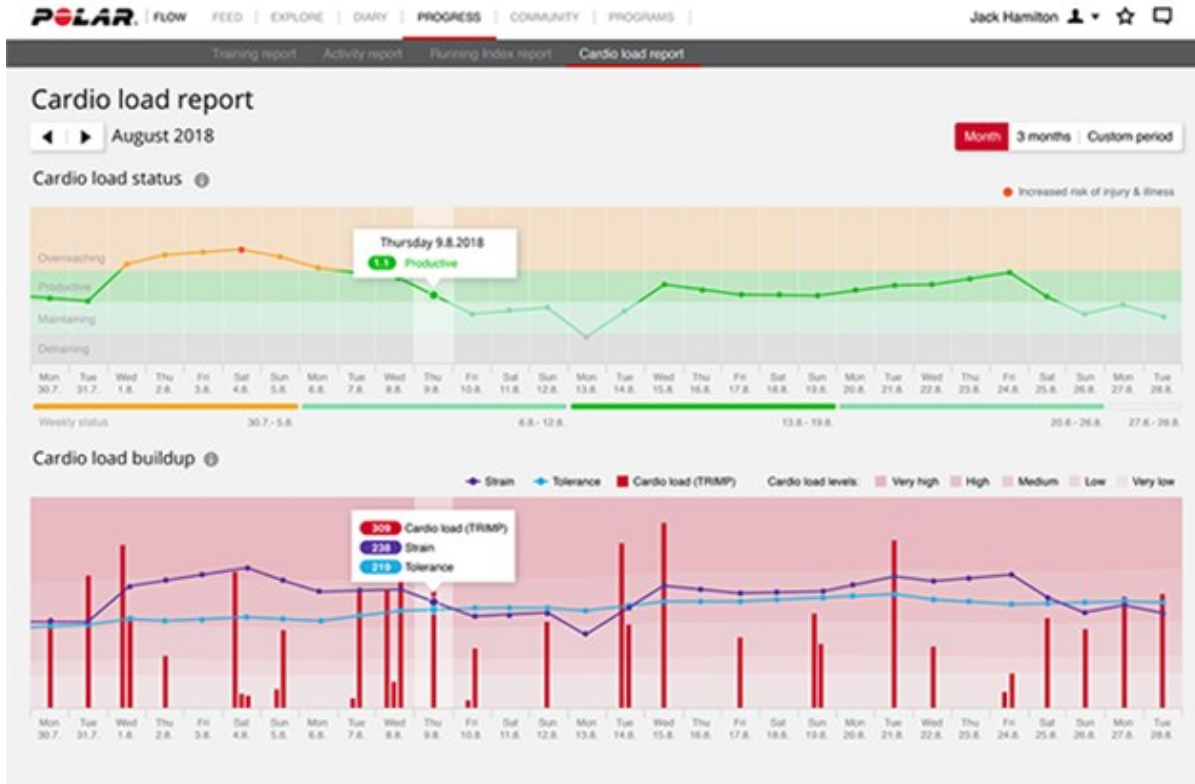 POLAR. FLOW FEED EXPLORE DIARY PROGRESS COMMUNITY PROGRAMS Jack Hamilton
Training report Activity report Running Index report Cardio load report
Cardio load report
August 2018 Month 3 months Custom period
Cardio load status
Increased risk of injury & illness
Thursday 9.8.2018
1.1 Productive
Overreaching
Productive
Maintaining
Detraining
Mon Tue Wed Thu Fri Sat Sun Mon Tue Wed Thu Fri Sat Sun Mon Tue Wed Thu Fri Sat Sun Mon Tue Wed Thu Fri Sat Sun Mon Tue
30.7. 31.7. 1.8. 2.8. 3.8. 4.8. 5.8. 6.8. 7.8. 8.8. 9.8. 10.8. 11.8. 12.8. 13.8. 14.8. 15.8. 16.8. 17.8. 18.8. 19.8. 20.8. 21.8. 22.8. 23.8. 24.8. 25.8. 26.8. 27.8. 28.8.
Weekly status 30.7.- 5.8. 6.8.- 12.8. 13.8.- 19.8. 20.8.- 26.8. 27.8.- 28.8.
Cardio load buildup
Strain Tolerance Cardio load (TRIMP) Cardio load levels: Very high High Medium Low Very low
309 Cardio load (TRIMP)
238 Strain
219 Tolerance
Mon Tue Wed Thu Fri Sat Sun Mon Tue Wed Thu Fri Sat Sun Mon Tue Wed Thu Fri Sat Sun Mon Tue Wed Thu Fri Sat Sun Mon Tue
30.7. 31.7. 1.8. 2.8. 3.8. 4.8. 5.8. 6.8. 7.8. 8.8. 9.8. 10.8. 11.8. 12.8. 13.8. 14.8. 15.8. 16.8. 17.8. 18.8. 19.8. 20.8. 21.8. 22.8. 23.8. 24.8. 25.8. 26.8. 27.8. 28.8.